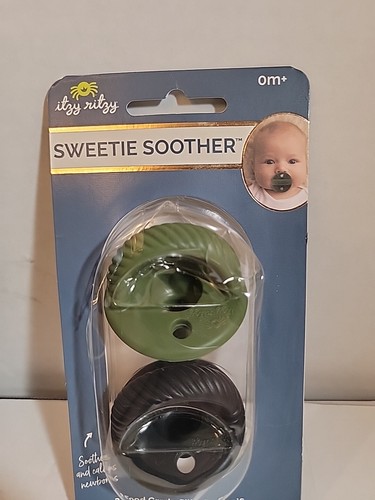 itzy ritzy
0m+
SWEETIE SOOTHER™
Soothes
and calms
newborns